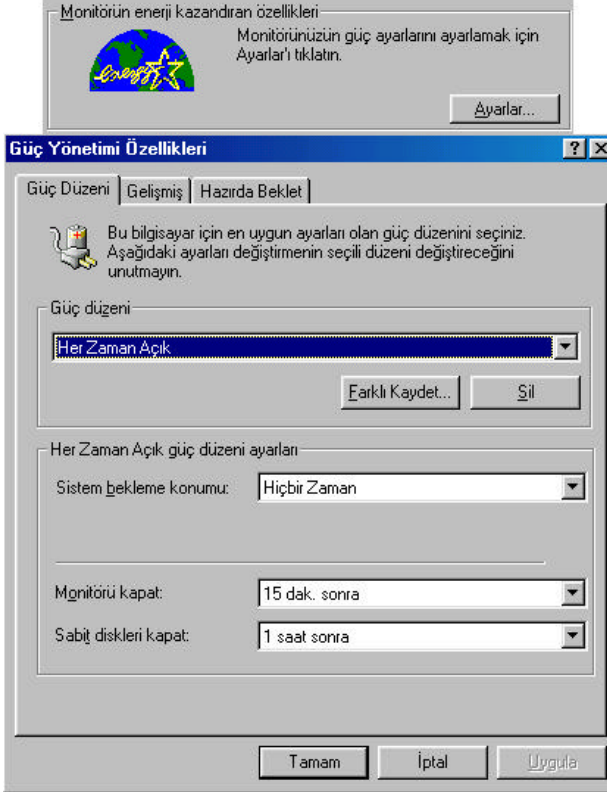 Monitörün enerji kazandıran özellikleri
energy
Monitörünüzün güç ayarlarını ayarlamak için
Ayarlar'ı tıklatın.
Ayarlar...
Güç Yönetimi Özellikleri
Güç Düzeni Gelişmiş Hazırda Beklet
Bu bilgisayar için en uygun ayarları olan güç düzenini seçiniz.
Aşağıdaki ayarları değiştirmenin seçili düzeni değiştireceğini
unutmayın.
Güç düzeni
Her Zaman Açık
Farklı Kaydet... Sil
Her Zaman Açık güç düzeni ayarları
Sistem bekleme konumu: Hiçbir Zaman
Monitörü kapat: 15 dak. sonra
Sabit diskleri kapat: 1 saat sonra
Tamam İptal Uygula